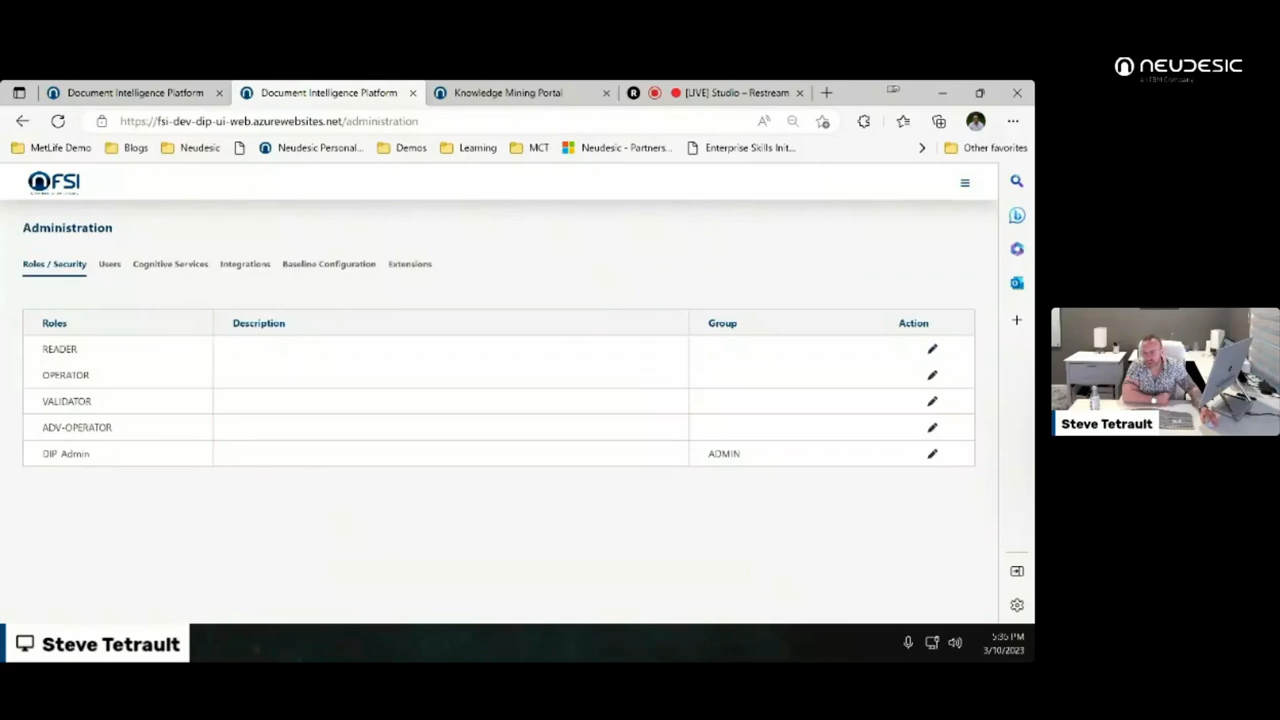 NEUDESIC
an IBM Company
Document Intelligence Platform
Document Intelligence Platform
Knowledge Mining Portal
R
[LIVE] Studio – Restream
https://fsi-dev-dip-ui-web.azurewebsites.net/administration
MetLife Demo
Blogs
Neudesic
Neudesic Personal...
Demos
Learning
MCT
Neudesic - Partners...
Enterprise Skills Init...
Other favorites
FSI
Administration
Roles / Security
Users
Cognitive Services
Integrations
Baseline Configuration
Extensions
Roles
Description
Group
Action
READER
OPERATOR
VALIDATOR
ADV-OPERATOR
DIP Admin
ADMIN
Steve Tetrault
Steve Tetrault
5:35 PM
3/10/2023